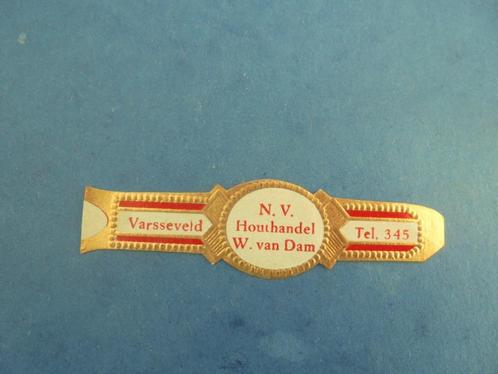 Varsseveld
N. V.
Houthandel
W. van Dam
Tel. 345